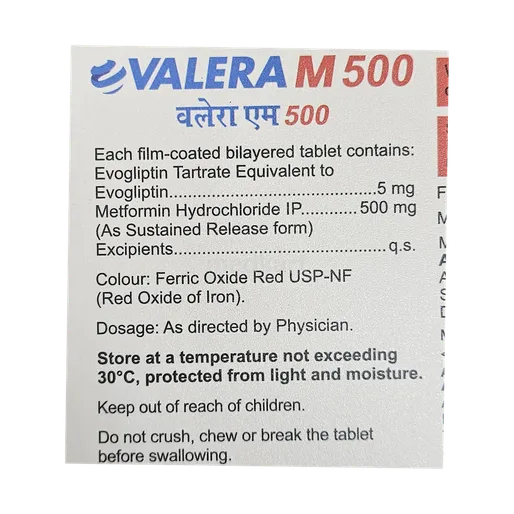 VALERA M 500
वलेरा एम 500
Each film-coated bilayered tablet contains:
Evogliptin Tartrate Equivalent to
Evogliptin....................................5 mg
Metformin Hydrochloride IP............500 mg
(As Sustained Release form)
Excipients....................................q.s.
Colour: Ferric Oxide Red USP-NF
(Red Oxide of Iron).
Dosage: As directed by Physician.
Store at a temperature not exceeding
30°C, protected from light and moisture.
Keep out of reach of children.
Do not crush, chew or break the tablet
before swallowing.